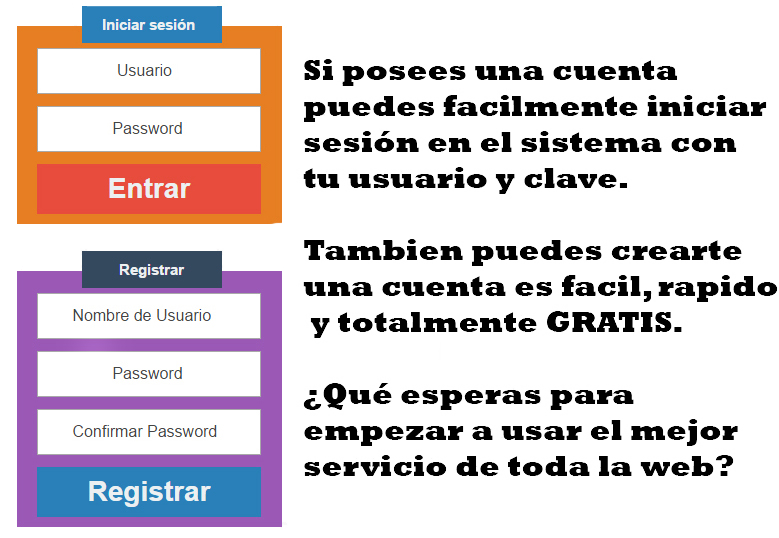 Iniciar sesión
Usuario
Password
Entrar
Registrar
Nombre de Usuario
Password
Confirmar Password
Registrar
Si posees una cuenta
puedes facilmente iniciar
sesión en el sistema con
tu usuario y clave.
Tambien puedes crearte
una cuenta es facil, rapido
y totalmente GRATIS.
¿Qué esperas para
empezar a usar el mejor
servicio de toda la web?